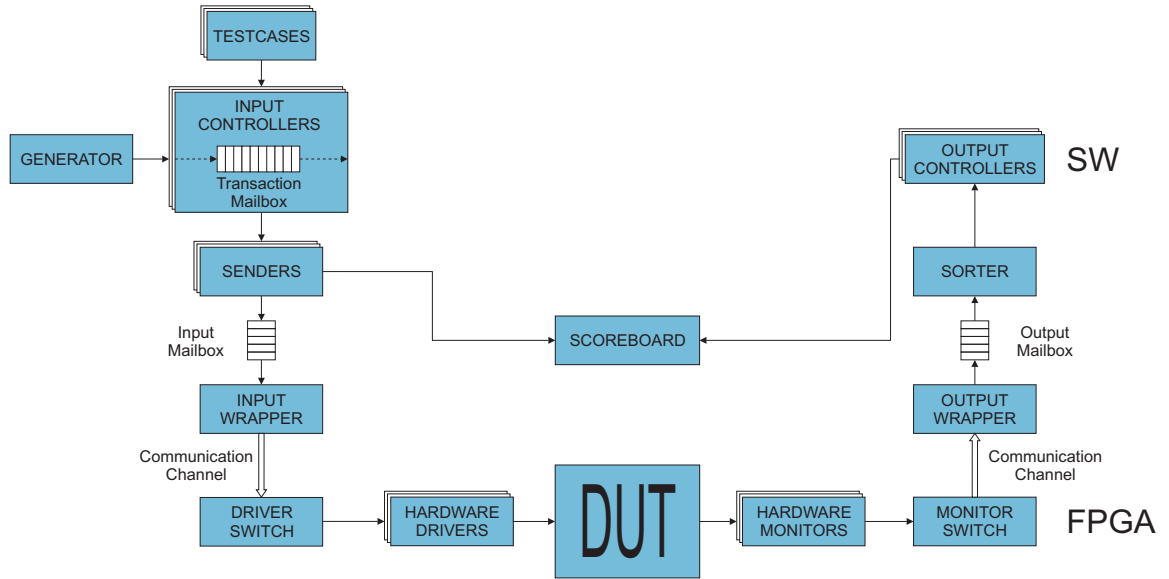 TESTCASES
INPUT
CONTROLLERS
Transaction
Mailbox
GENERATOR
OUTPUT
CONTROLLERS
SW
SENDERS
SORTER
Input
Mailbox
SCOREBOARD
Output
Mailbox
INPUT
WRAPPER
OUTPUT
WRAPPER
Communication
Channel
Communication
Channel
DRIVER
SWITCH
HARDWARE
DRIVERS
DUT
HARDWARE
MONITORS
MONITOR
SWITCH
FPGA